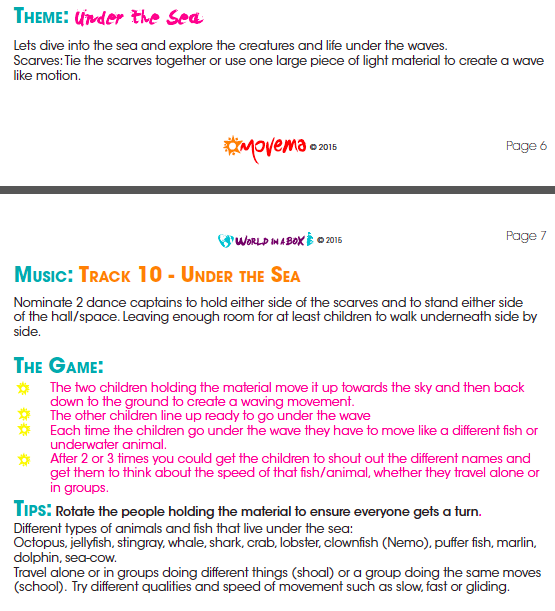 THEME: Under the Sea
Lets dive into the sea and explore the creatures and life under the waves.
Scarves: Tie the scarves together or use one large piece of light material to create a wave
like motion.
movema © 2015
Page 6
WORLD IN A BOX © 2015
Page 7
MUSIC: TRACK 10 - UNDER THE SEA
Nominate 2 dance captains to hold either side of the scarves and to stand either side
of the hall/space. Leaving enough room for at least children to walk underneath side by
side.
THE GAME:
The two children holding the material move it up towards the sky and then back
down to the ground to create a waving movement.
The other children line up ready to go under the wave
Each time the children go under the wave they have to move like a different fish or
underwater animal.
After 2 or 3 times you could get the children to shout out the different names and
get them to think about the speed of that fish/animal, whether they travel alone or
in groups.
TIPS: Rotate the people holding the material to ensure everyone gets a turn.
Different types of animals and fish that live under the sea:
Octopus, jellyfish, stingray, whale, shark, crab, lobster, clownfish (Nemo), puffer fish, marlin,
dolphin, sea-cow.
Travel alone or in groups doing different things (shoal) or a group doing the same moves
(school). Try different qualities and speed of movement such as slow, fast or gliding.